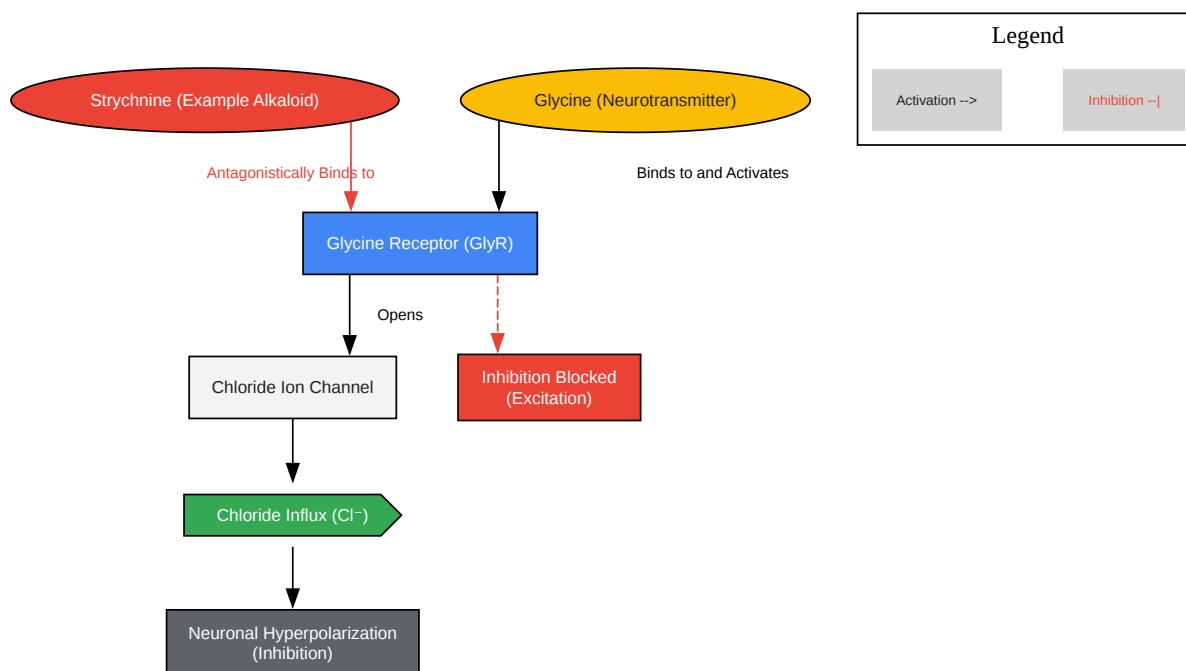 Legend
Activation -->
Inhibition --|
Strychnine (Example Alkaloid)
Glycine (Neurotransmitter)
Antagonistically Binds to
Binds to and Activates
Glycine Receptor (GlyR)
Opens
Chloride Ion Channel
Inhibition Blocked
(Excitation)
Chloride Influx (Cl⁻)
Neuronal Hyperpolarization
(Inhibition)